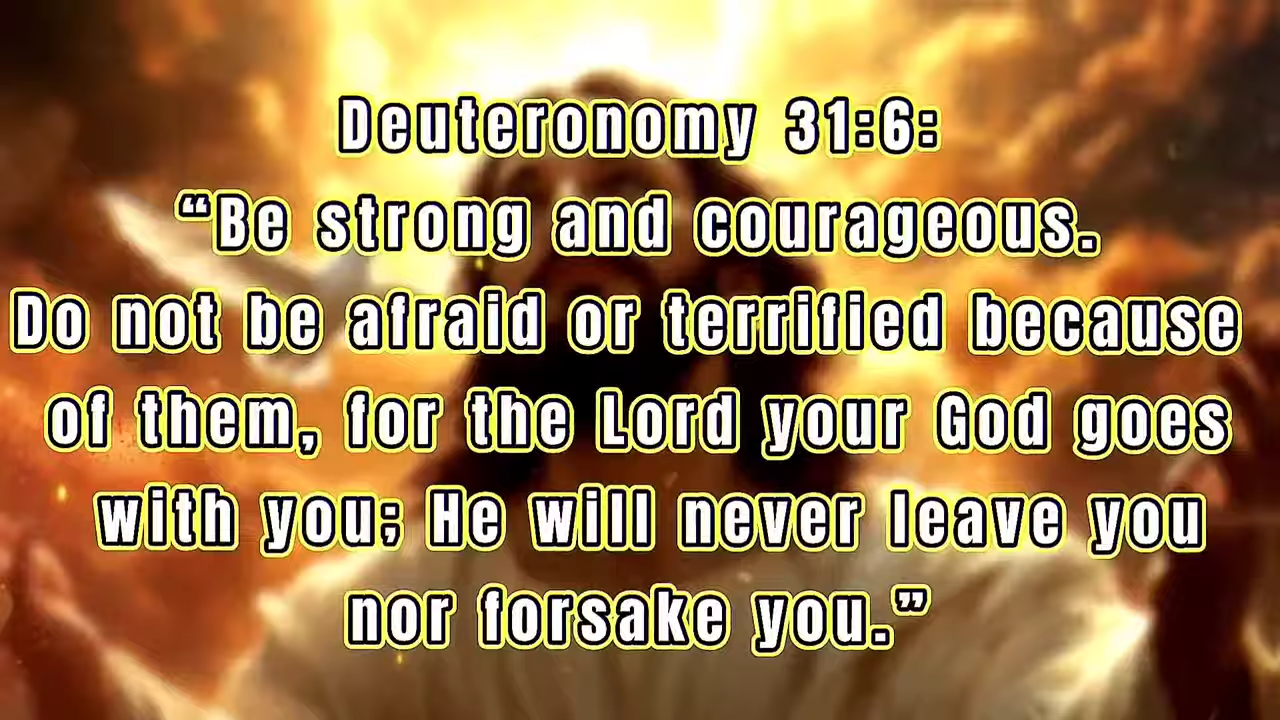 Deuteronomy 31:6:
“Be strong and courageous.
Do not be afraid or terrified because
of them, for the Lord your God goes
with you; He will never leave you
nor forsake you.”